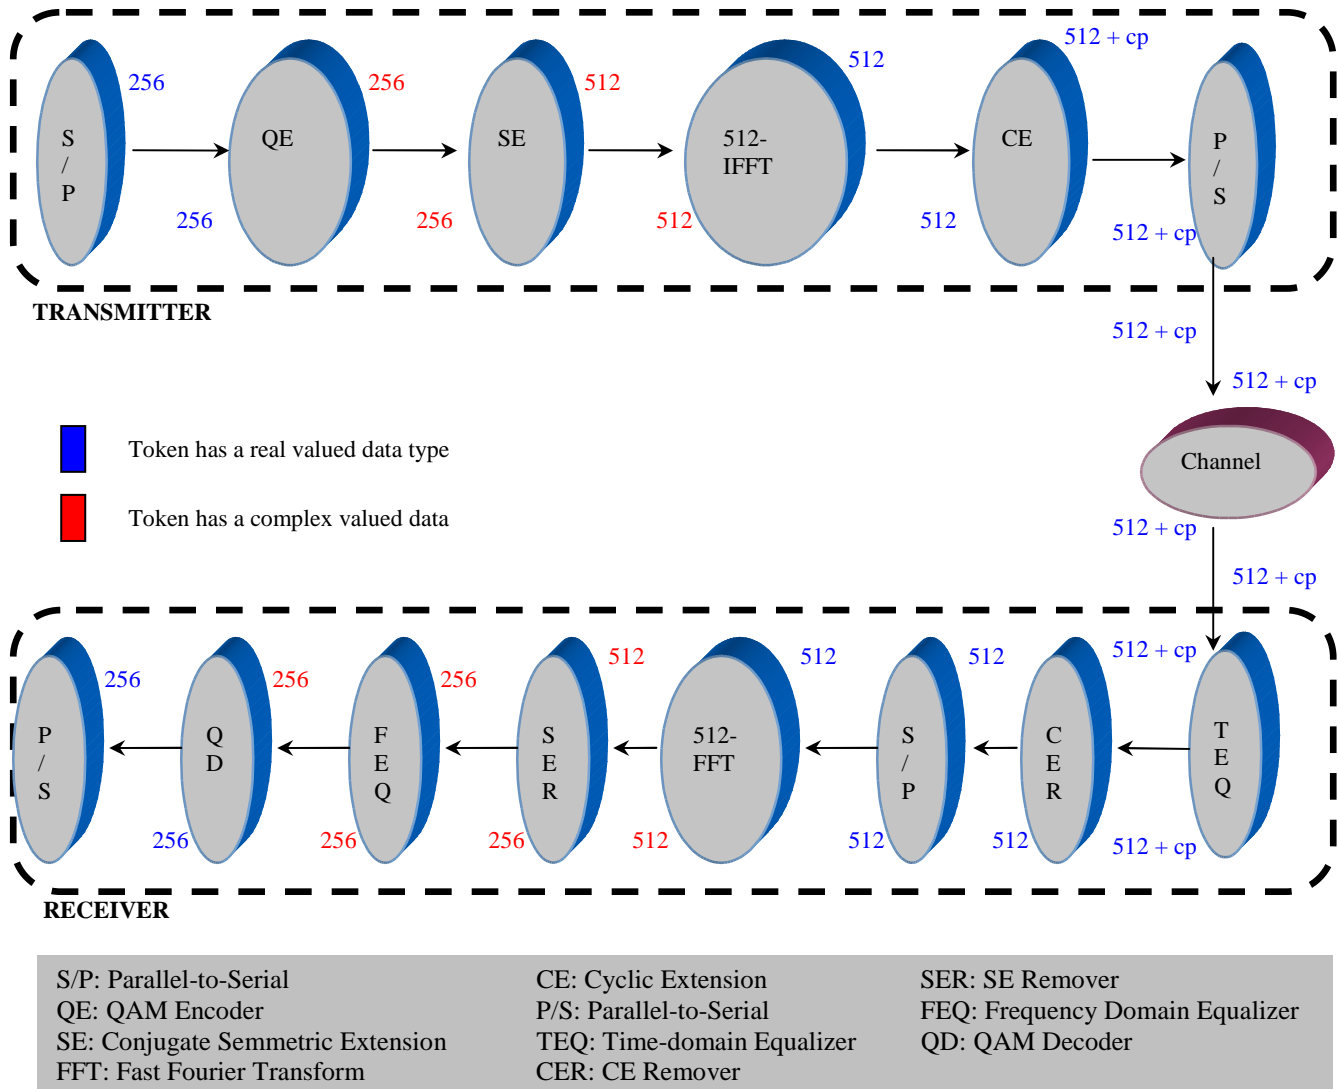 512 + cp
256
256
512
512
S
/
P
QE
SE
512-
IFFT
CE
P
/
S
256
256
512
512
512 + cp
TRANSMITTER
512 + cp
512 + cp
Token has a real valued data type
Channel
Token has a complex valued data
512 + cp
512 + cp
256
256
256
512
512
512
512 + cp
P
/
S
Q
D
F
E
Q
S
E
R
512-
FFT
S
/
P
C
E
R
T
E
Q
256
256
256
512
512
512
512 + cp
RECEIVER
S/P: Parallel-to-Serial
QE: QAM Encoder
SE: Conjugate Semmetric Extension
FFT: Fast Fourier Transform
CE: Cyclic Extension
P/S: Parallel-to-Serial
TEQ: Time-domain Equalizer
CER: CE Remover
SER: SE Remover
FEQ: Frequency Domain Equalizer
QD: QAM Decoder